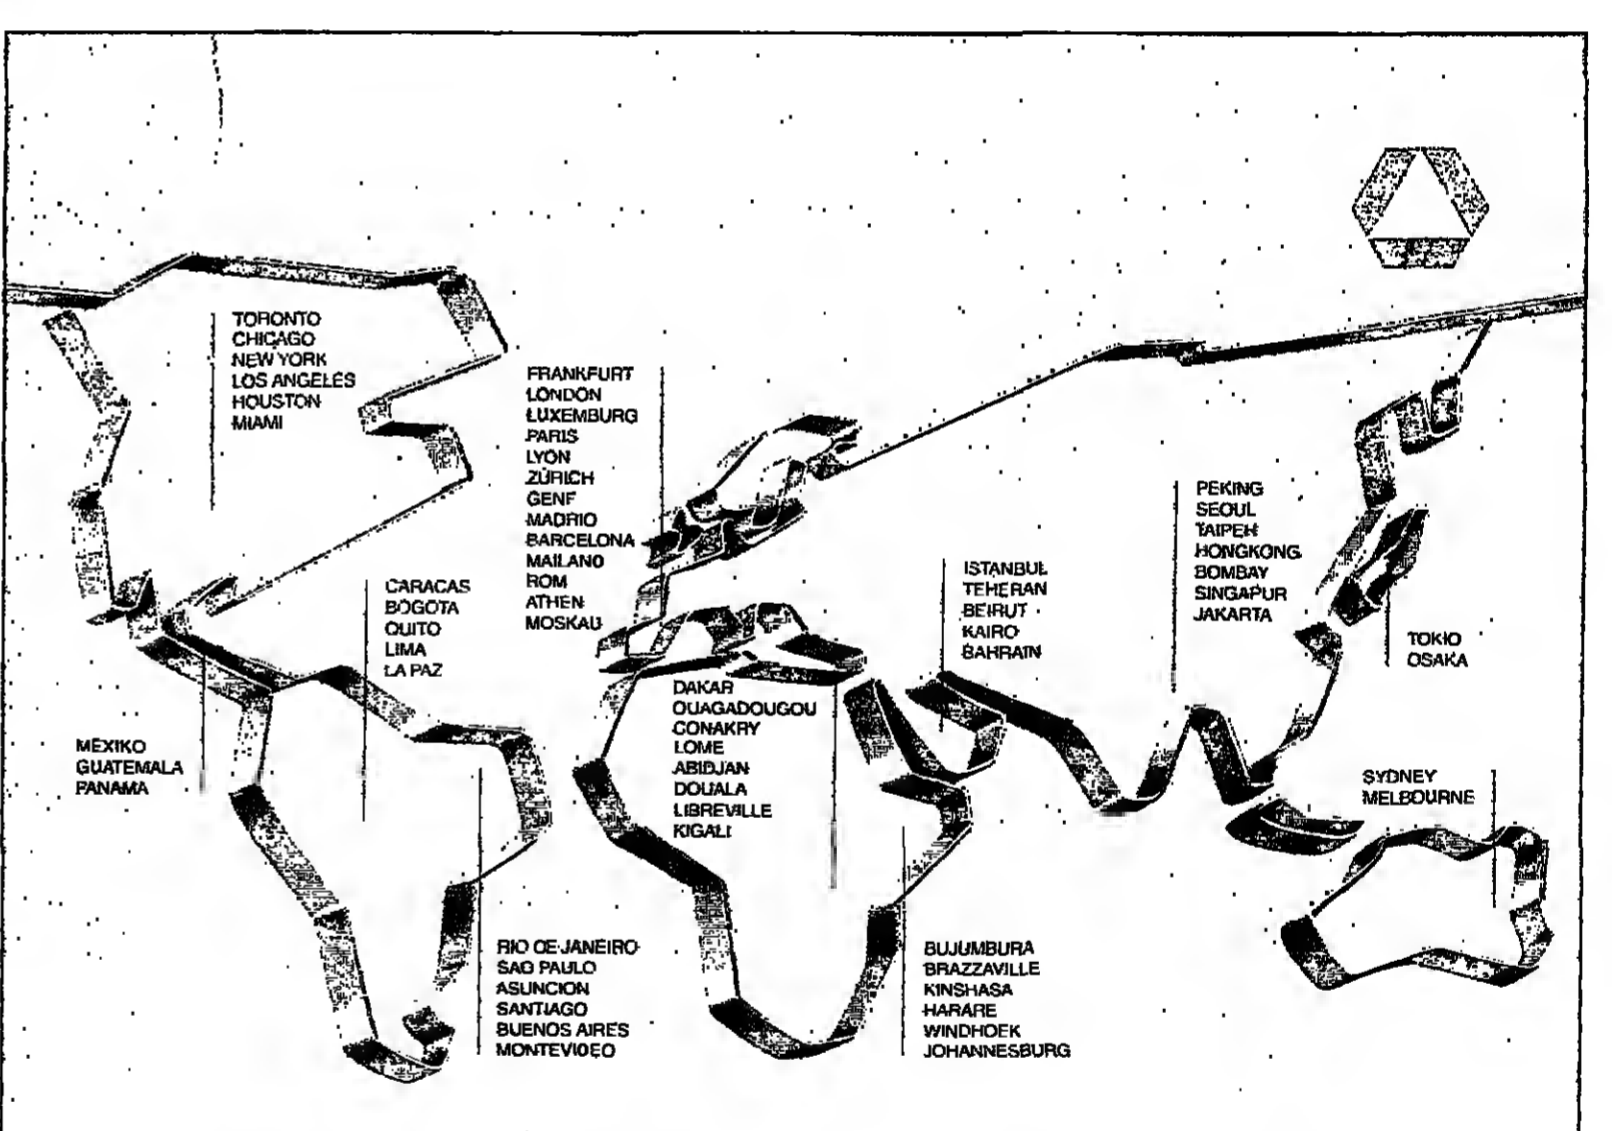 TORONTO
CHICAGO
NEW YORK
LOS ANGELES
HOUSTON
MIAMI
FRANKFURT
LONDON
LUXEMBURG
PARIS
LYON
ZÜRICH
GENF
MADRID
BARCELONA
MAILAND
ROM
ATHEN
MOSKAU
PEKING
SEOUL
TAIPEH
HONGKONG
BOMBAY
SINGAPUR
JAKARTA
ISTANBUL
TEHERAN
BEIRUT
KAIRO
BAHRAIN
CARACAS
BOGOTA
QUITO
LIMA
LA PAZ
TOKIO
OSAKA
DAKAR
OUAGADOUGOU
CONAKRY
LOME
ABIDJAN
DOUALA
LIBREVILLE
KIGALI
MEXIKO
GUATEMALA
PANAMA
SYDNEY
MELBOURNE
RIO DE JANEIRO
SAO PAULO
ASUNCION
SANTIAGO
BUENOS AIRES
MONTEVIDEO
BUJUMBURA
BRAZZAVILLE
KINSHASA
HARARE
WINDHOEK
JOHANNESBURG